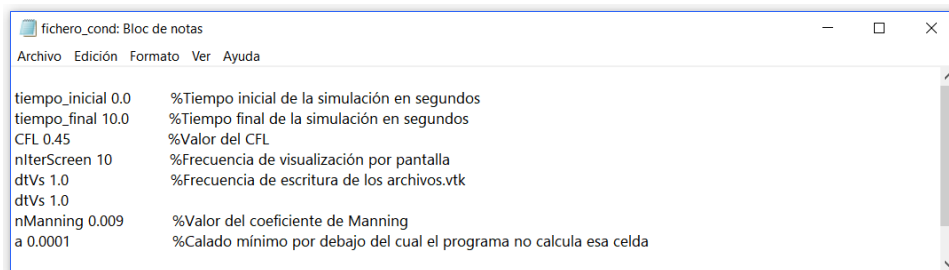 fichero_cond: Bloc de notas
Archivo Edición Formato Ver Ayuda
tiempo_inicial 0.0 %Tiempo inicial de la simulación en segundos
tiempo_final 10.0 %Tiempo final de la simulación en segundos
CFL 0.45 %Valor del CFL
nIterScreen 10 %Frecuencia de visualización por pantalla
dtVs 1.0 %Frecuencia de escritura de los archivos.vtk
dtVs 1.0
nManning 0.009 %Valor del coeficiente de Manning
a 0.0001 %Calado mínimo por debajo del cual el programa no calcula esa celda